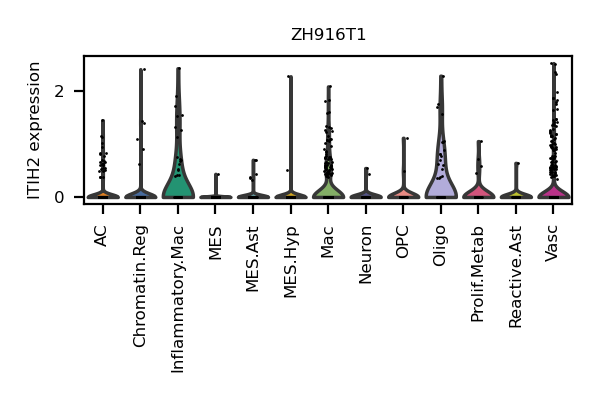 ZH916T1
ITIH2 expression
2
0
AC
Chromatin.Reg
Inflammatory.Mac
MES
MES.Ast
MES.Hyp
Mac
Neuron
OPC
Oligo
Prolif.Metab
Reactive.Ast
Vasc